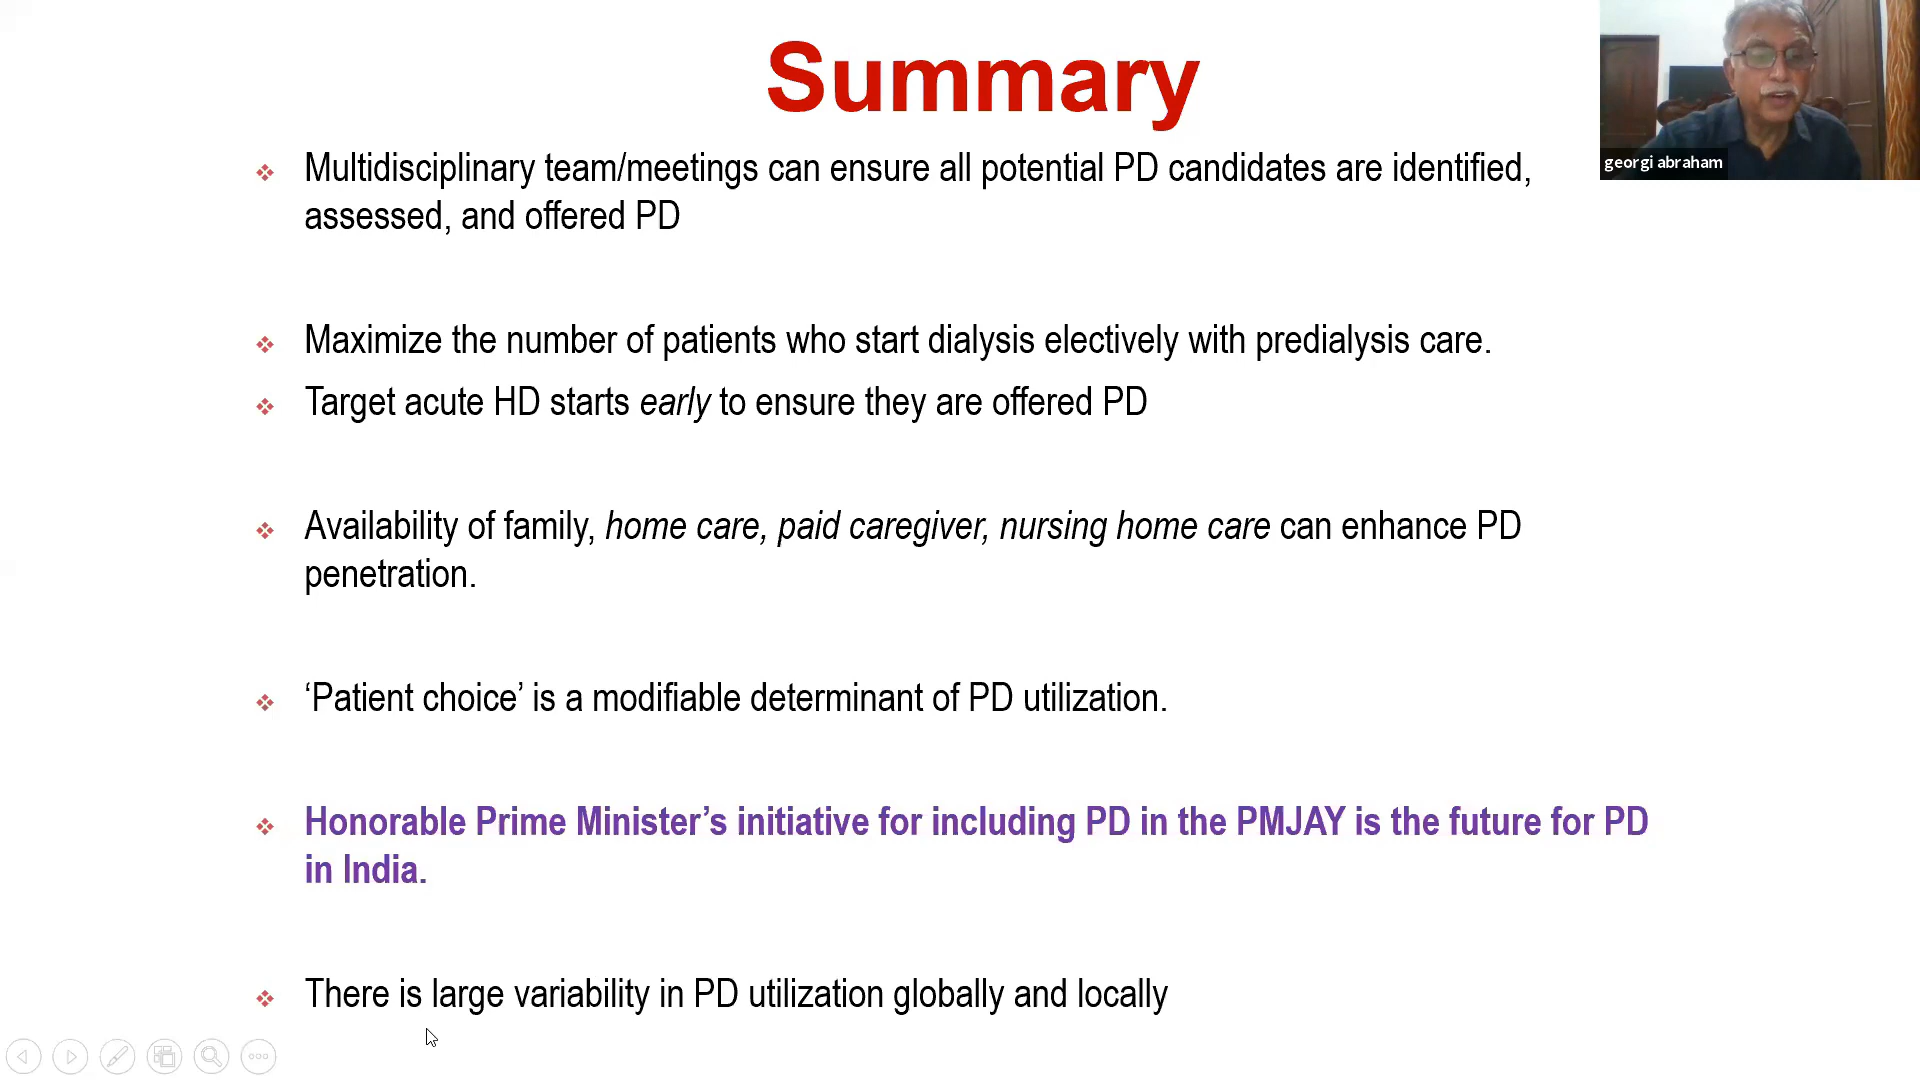 Summary
georgi abraham
Multidisciplinary team/meetings can ensure all potential PD candidates are identified,
assessed, and offered PD
Maximize the number of patients who start dialysis electively with predialysis care.
Target acute HD starts early to ensure they are offered PD
Availability of family, home care, paid caregiver, nursing home care can enhance PD
penetration.
‘Patient choice’ is a modifiable determinant of PD utilization.
Honorable Prime Minister’s initiative for including PD in the PMJAY is the future for PD
in India.
There is large variability in PD utilization globally and locally